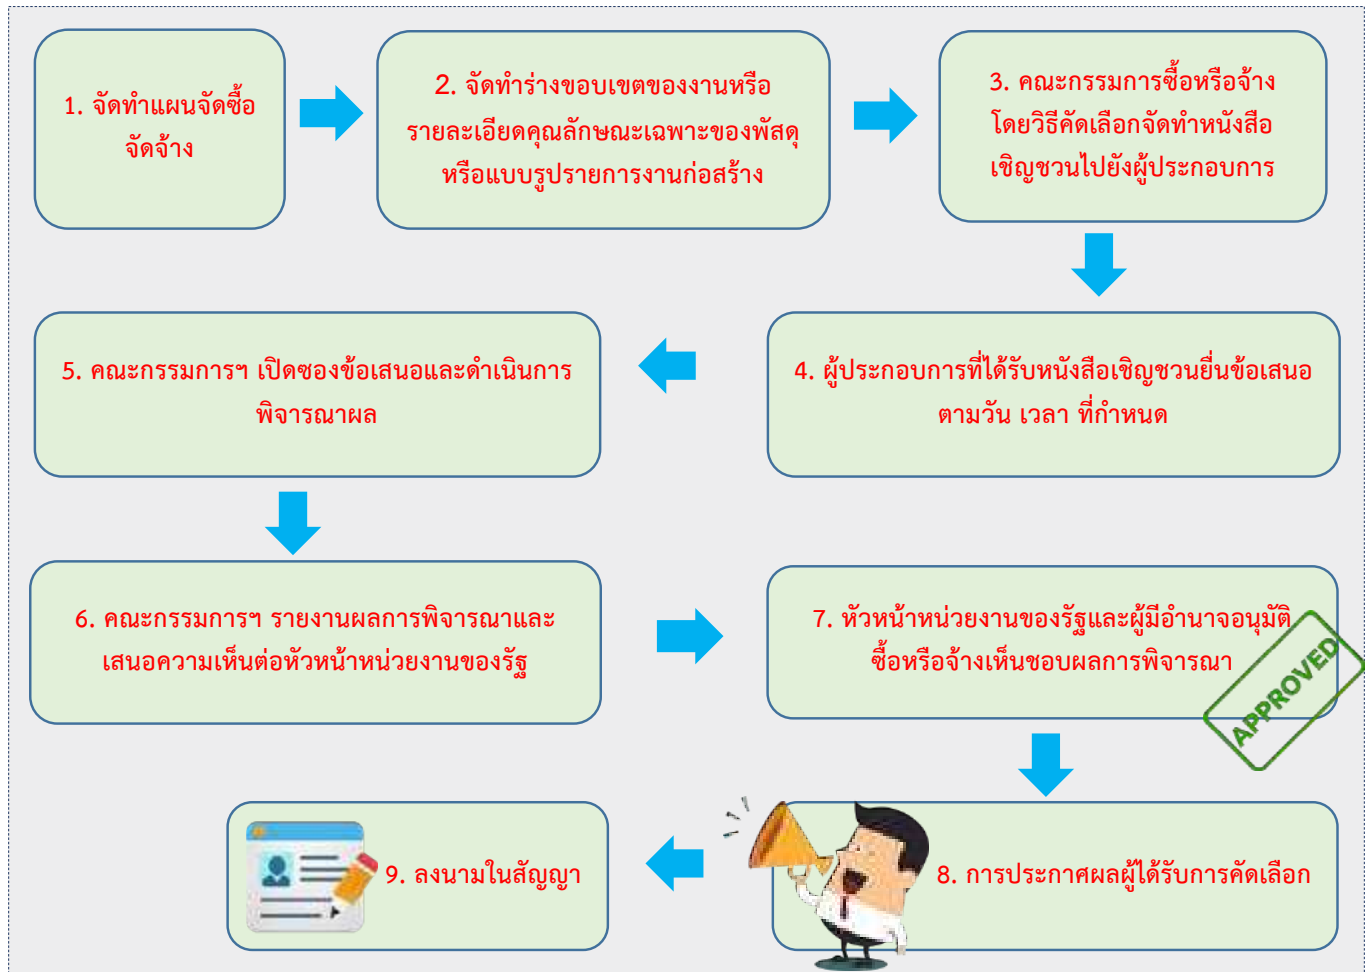 1. จัดทำแผนจัดซื้อ
จัดจ้าง
2. จัดทำร่างขอบเขตของงานหรือ
รายละเอียดคุณลักษณะเฉพาะของพัสดุ
หรือแบบรูปรายการงานก่อสร้าง
3. คณะกรรมการซื้อหรือจ้าง
โดยวิธีคัดเลือกจัดทำหนังสือ
เชิญชวนไปยังผู้ประกอบการ
4. ผู้ประกอบการที่ได้รับหนังสือเชิญชวนยื่นข้อเสนอ
ตามวัน เวลา ที่กำหนด
5. คณะกรรมการฯ เปิดซองข้อเสนอและดำเนินการ
พิจารณาผล
6. คณะกรรมการฯ รายงานผลการพิจารณาและ
เสนอความเห็นต่อหัวหน้าหน่วยงานของรัฐ
7. หัวหน้าหน่วยงานของรัฐและผู้มีอำนาจอนุมัติ
ซื้อหรือจ้างเห็นชอบผลการพิจารณา
APPROVED
8. การประกาศผลผู้ได้รับการคัดเลือก
9. ลงนามในสัญญา